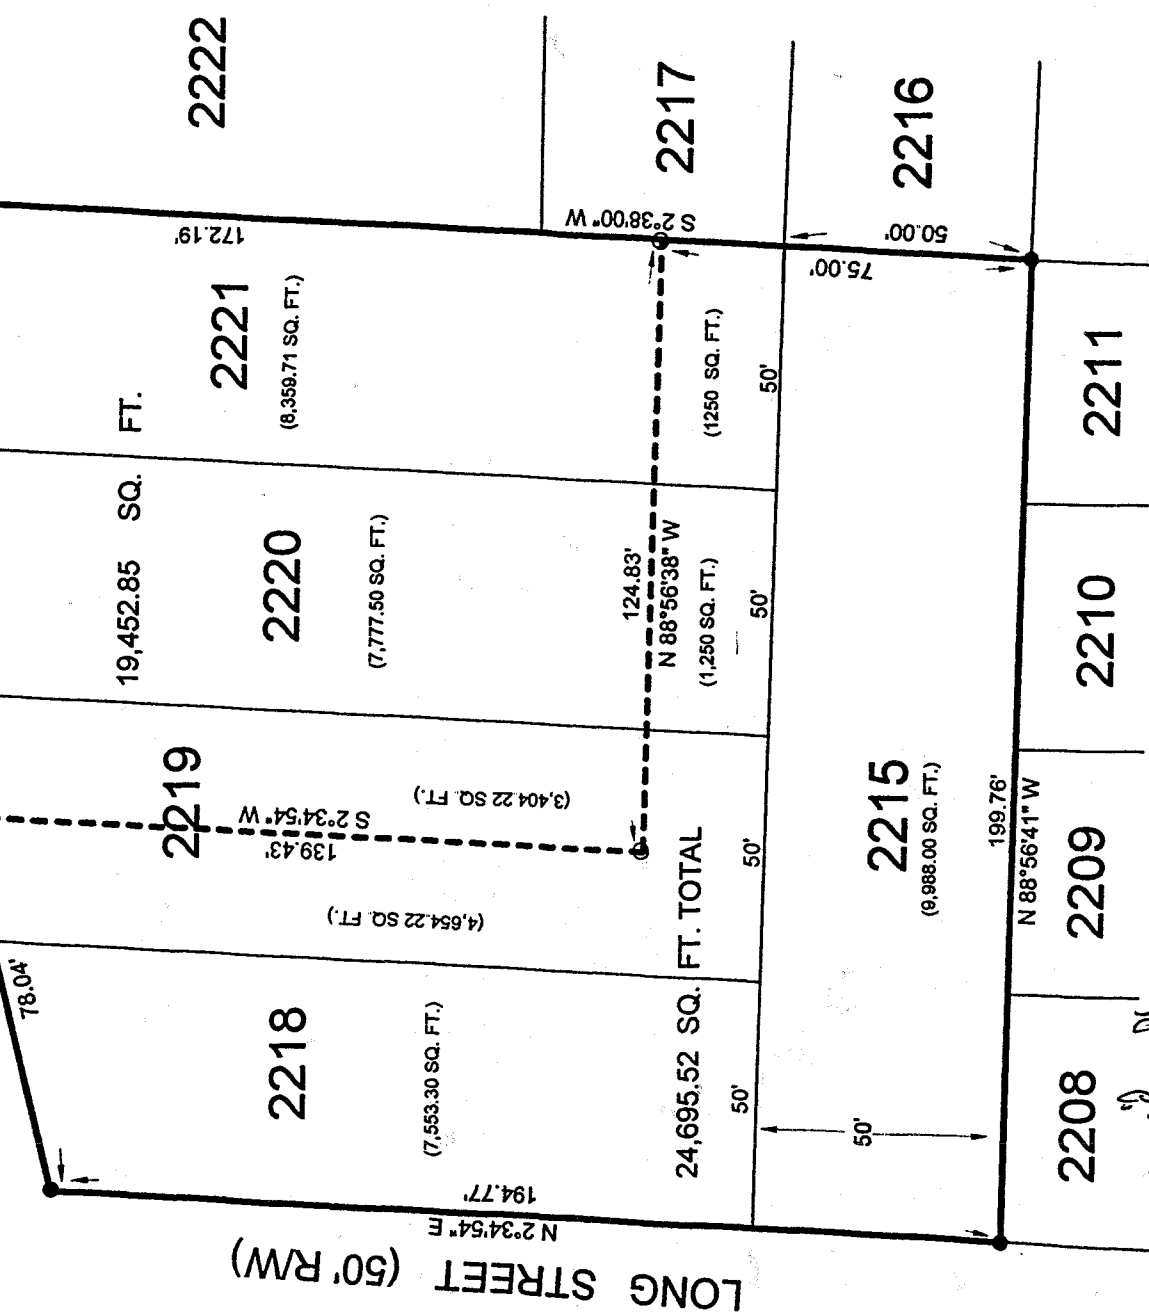 2222
2217
2216
S 2°38'00" W
172.19'
50.00'
75.00'
2221
(8,359.71 SQ. FT.)
(1250 SQ. FT.)
50'
2211
19,452.85 SQ. FT.
2220
(7,777.50 SQ. FT.)
124.83'
N 88°56'38" W
(1,250 SQ. FT.)
50'
2210
2219
S 2°34'54" W
139.43'
(3,404.22 SQ. FT.)
(4,654.22 SQ. FT.)
50'
2215
(9,988.00 SQ. FT.)
199.76'
N 88°56'41" W
2209
78.04'
2218
(7,553.30 SQ. FT.)
24,695.52 SQ. FT. TOTAL
50'
50'
2208
194.77'
N 2°34'54" E
LONG STREET (50' R/W)